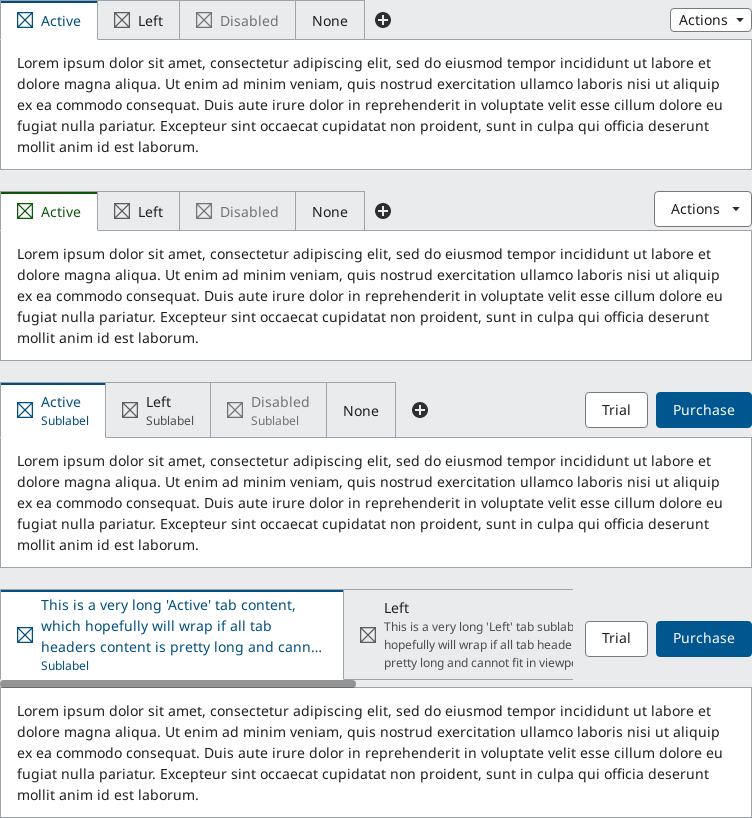 Active Left Disabled None Actions
Lorem ipsum dolor sit amet, consectetur adipiscing elit, sed do eiusmod tempor incididunt ut labore et
dolore magna aliqua. Ut enim ad minim veniam, quis nostrud exercitation ullamco laboris nisi ut aliquip
ex ea commodo consequat. Duis aute irure dolor in reprehenderit in voluptate velit esse cillum dolore eu
fugiat nulla pariatur. Excepteur sint occaecat cupidatat non proident, sunt in culpa qui officia deserunt
mollit anim id est laborum.
Active Left Disabled None Actions
Lorem ipsum dolor sit amet, consectetur adipiscing elit, sed do eiusmod tempor incididunt ut labore et
dolore magna aliqua. Ut enim ad minim veniam, quis nostrud exercitation ullamco laboris nisi ut aliquip
ex ea commodo consequat. Duis aute irure dolor in reprehenderit in voluptate velit esse cillum dolore eu
fugiat nulla pariatur. Excepteur sint occaecat cupidatat non proident, sunt in culpa qui officia deserunt
mollit anim id est laborum.
Active
Sublabel
Left
Sublabel
Disabled
Sublabel
None
Trial
Purchase
Lorem ipsum dolor sit amet, consectetur adipiscing elit, sed do eiusmod tempor incididunt ut labore et
dolore magna aliqua. Ut enim ad minim veniam, quis nostrud exercitation ullamco laboris nisi ut aliquip
ex ea commodo consequat. Duis aute irure dolor in reprehenderit in voluptate velit esse cillum dolore eu
fugiat nulla pariatur. Excepteur sint occaecat cupidatat non proident, sunt in culpa qui officia deserunt
mollit anim id est laborum.
This is a very long 'Active' tab content,
which hopefully will wrap if all tab
headers content is pretty long and cann...
Sublabel
Left
This is a very long 'Left' tab sublab
hopefully will wrap if all tab heade
pretty long and cannot fit in viewpo
Trial
Purchase
Lorem ipsum dolor sit amet, consectetur adipiscing elit, sed do eiusmod tempor incididunt ut labore et
dolore magna aliqua. Ut enim ad minim veniam, quis nostrud exercitation ullamco laboris nisi ut aliquip
ex ea commodo consequat. Duis aute irure dolor in reprehenderit in voluptate velit esse cillum dolore eu
fugiat nulla pariatur. Excepteur sint occaecat cupidatat non proident, sunt in culpa qui officia deserunt
mollit anim id est laborum.